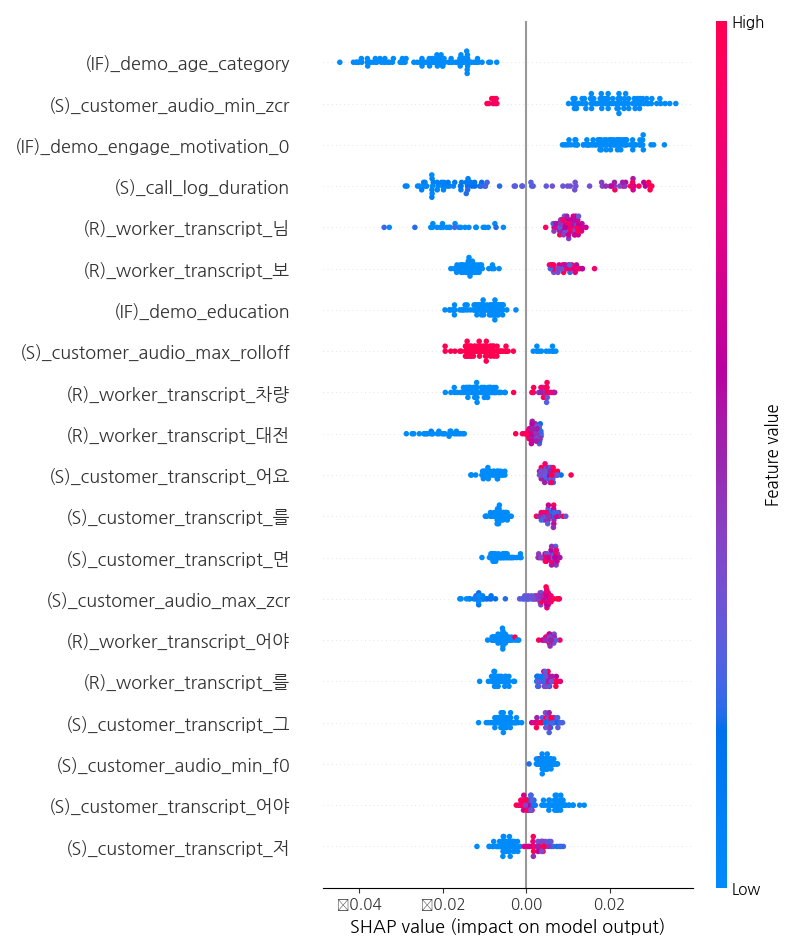 High
(IF)_demo_age_category
(S)_customer_audio_min_zcr
(IF)_demo_engage_motivation_0
(S)_call_log_duration
(R)_worker_transcript_님
(R)_worker_transcript_보
(IF)_demo_education
(S)_customer_audio_max_rolloff
(R)_worker_transcript_차량
(R)_worker_transcript_대전
(S)_customer_transcript_어요
(S)_customer_transcript_를
(S)_customer_transcript_면
(S)_customer_audio_max_zcr
(R)_worker_transcript_어야
(R)_worker_transcript_를
(S)_customer_transcript_그
(S)_customer_audio_min_f0
(S)_customer_transcript_어야
(S)_customer_transcript_저
Feature value
Low
0.04 0.02 0.00 0.02
SHAP value (impact on model output)